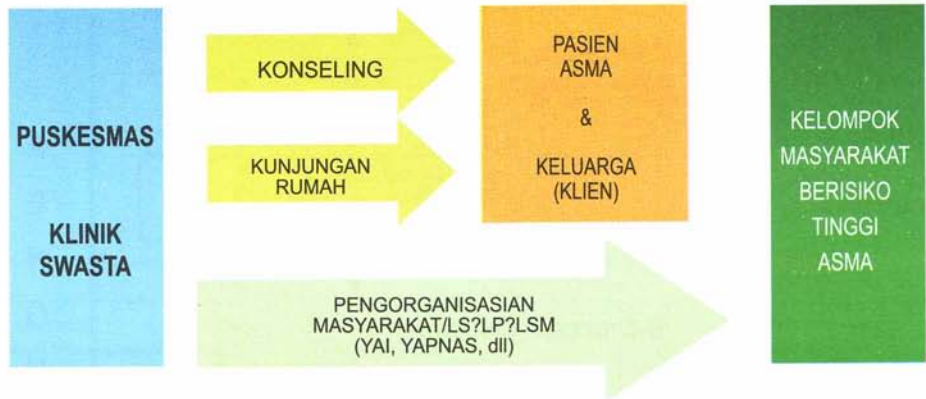 PUSKESMAS
KLINIK
SWASTA
KONSELING
KUNJUNGAN
RUMAH
PASIEN
ASMA
&
KELUARGA
(KLIEN)
PENGORGANISASIAN
MASYARAKAT/LS?LP?LSM
(YAI, YAPNAS, dll)
KELOMPOK
MASYARAKAT
BERISIKO
TINGGI
ASMA